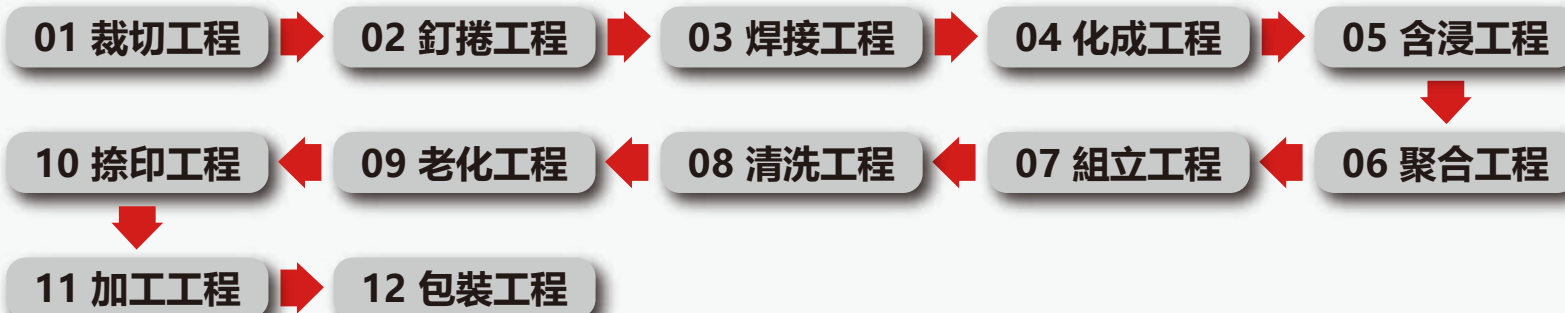 01 裁切工程
02 釘捲工程
03 焊接工程
04 化成工程
05 含浸工程
06 聚合工程
07 組立工程
08 清洗工程
09 老化工程
10 捺印工程
11 加工工程
12 包裝工程